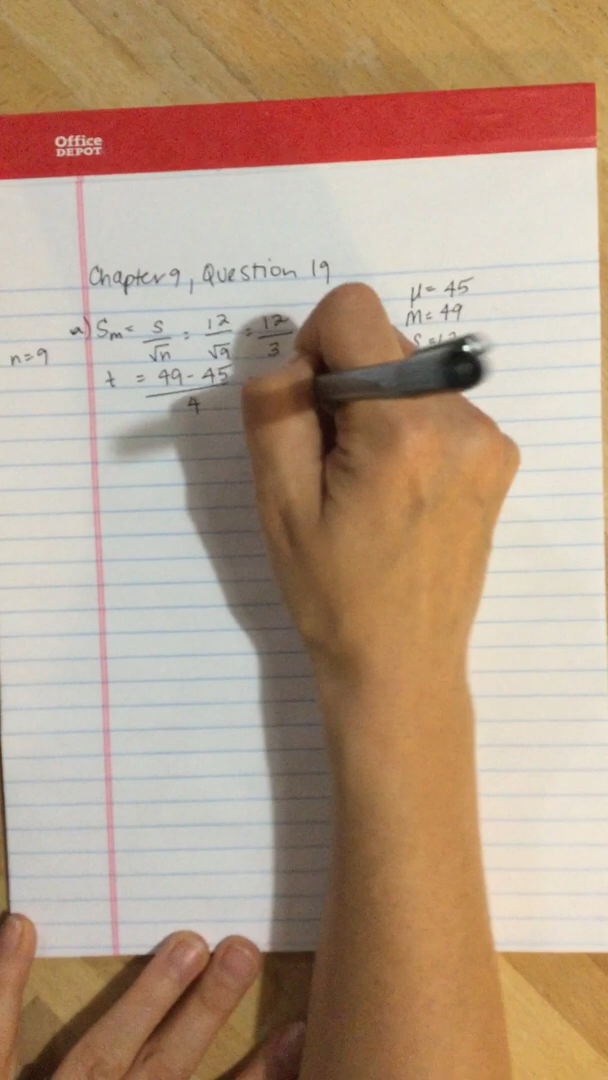 Office
DEPOT
Chapter 9, Question 19
μ = 45
M = 49
a) Sm = s/√n = 12/√9 = 12/3
n=9
t = 49 - 45/4